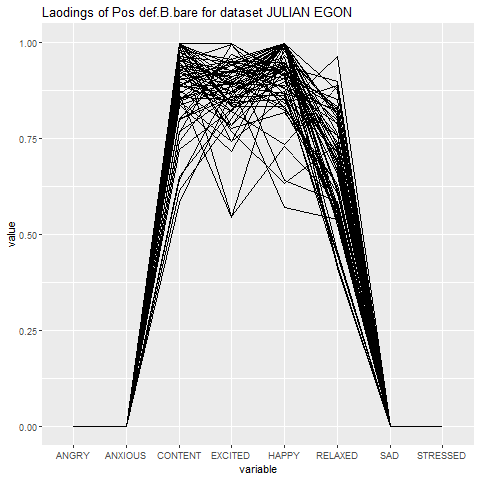 Laodings of Pos def.B.bare for dataset JULIAN EGON
1.00
0.75
0.50
0.25
0.00
value
ANGRY ANXIOUS CONTENT EXCITED HAPPY RELAXED SAD STRESSED
variable